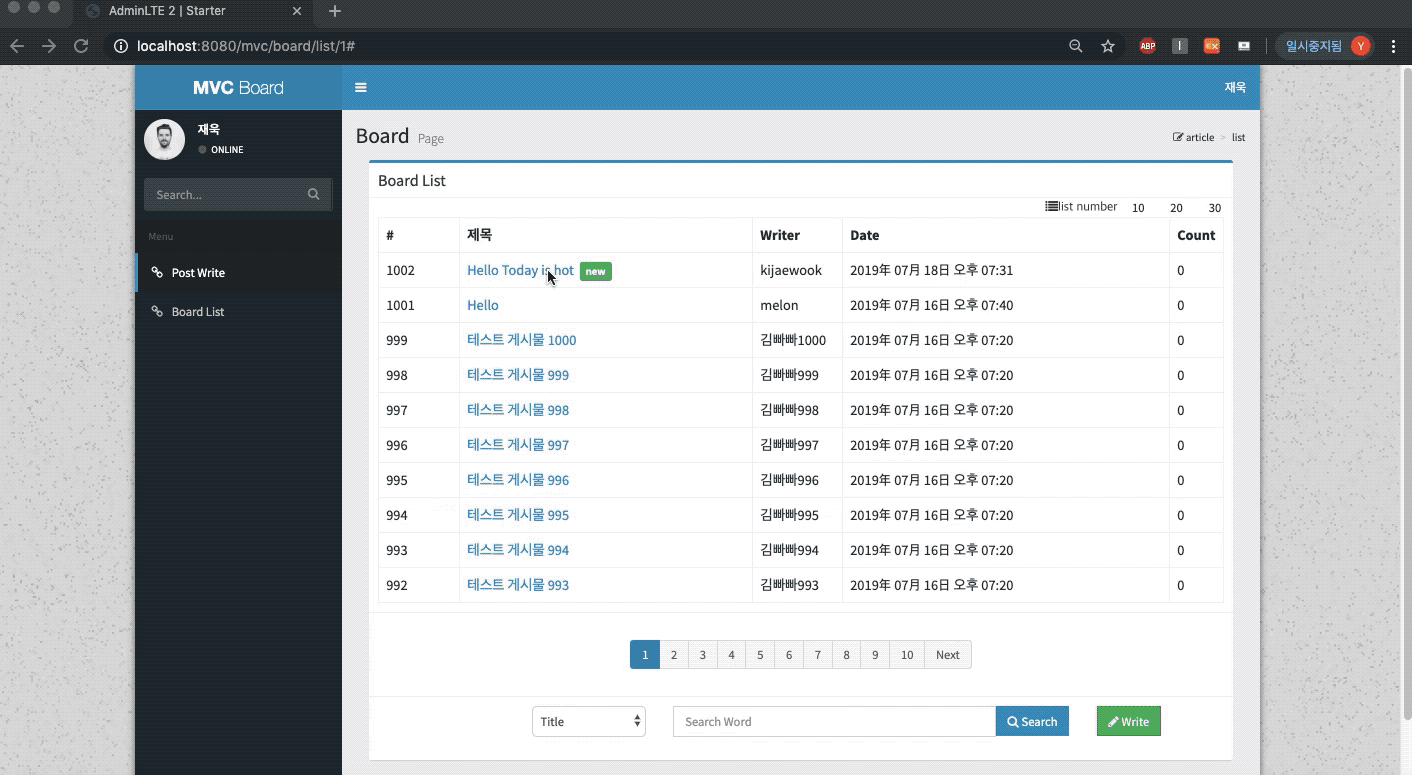 AdminLTE 2 | Starter
localhost:8080/mvc/board/list/1#
ABP
일시중지됨 Y
MVC Board
재욱
재욱
ONLINE
Search...
Menu
Post Write
Board List
Board Page
article > list
Board List
list number 10 20 30
# 제목 Writer Date Count
1002 Hello Today is hot new kijaewook 2019年 07月 18日 오후 07:31 0
1001 Hello melon 2019年 07月 16日 오후 07:40 0
999 테스트 게시물 1000 김빠빠1000 2019年 07月 16日 오후 07:20 0
998 테스트 게시물 999 김빠빠999 2019年 07月 16日 오후 07:20 0
997 테스트 게시물 998 김빠빠998 2019年 07月 16日 오후 07:20 0
996 테스트 게시물 997 김빠빠997 2019年 07月 16日 오후 07:20 0
995 테스트 게시물 996 김빠빠996 2019年 07月 16日 오후 07:20 0
994 테스트 게시물 995 김빠빠995 2019年 07月 16日 오후 07:20 0
993 테스트 게시물 994 김빠빠994 2019年 07月 16日 오후 07:20 0
992 테스트 게시물 993 김빠빠993 2019年 07月 16日 오후 07:20 0
1 2 3 4 5 6 7 8 9 10 Next
Title
Search Word
Search
Write